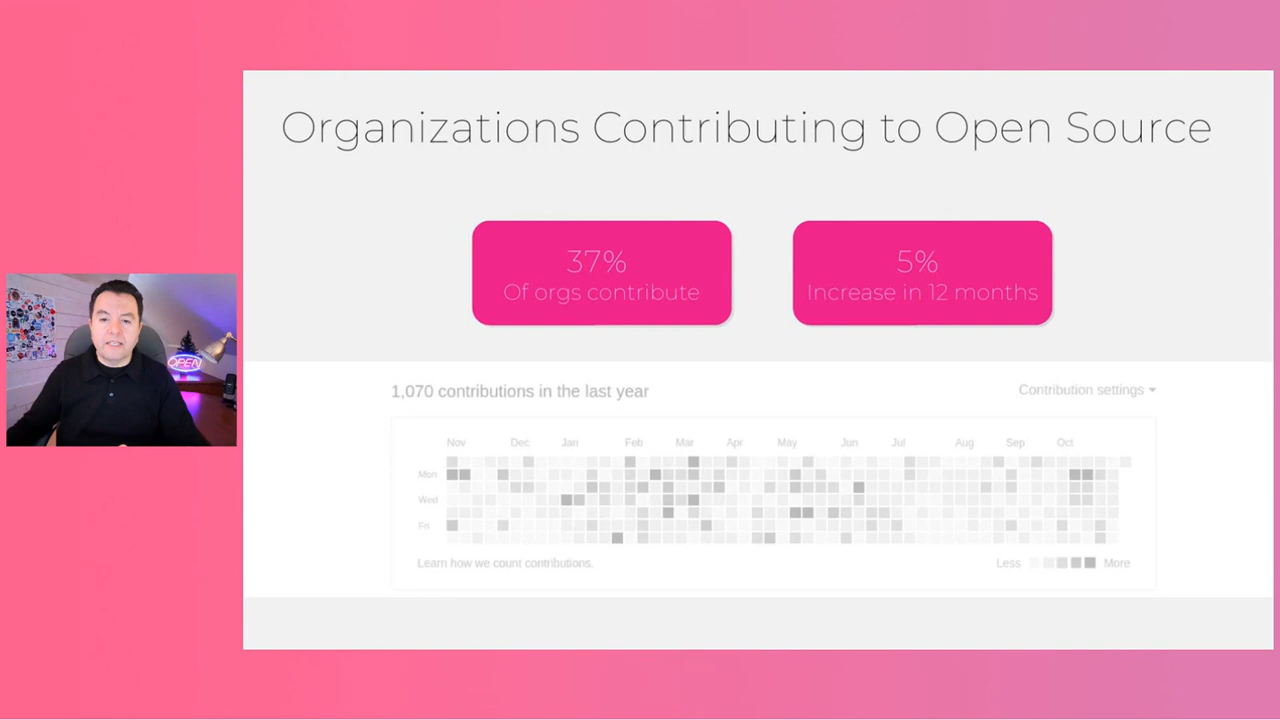 Organizations Contributing to Open Source
37%
Of orgs contribute
5%
Increase in 12 months
OPEN
1,070 contributions in the last year
Contribution settings
Nov Dec Jan Feb Mar Apr May Jun Jul Aug Sep Oct
Mon
Wed
Fri
Learn how we count contributions.
Less More